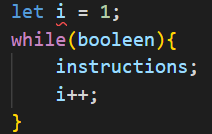 let i = 1;
while(booleen){
    instructions;
    i++;
}